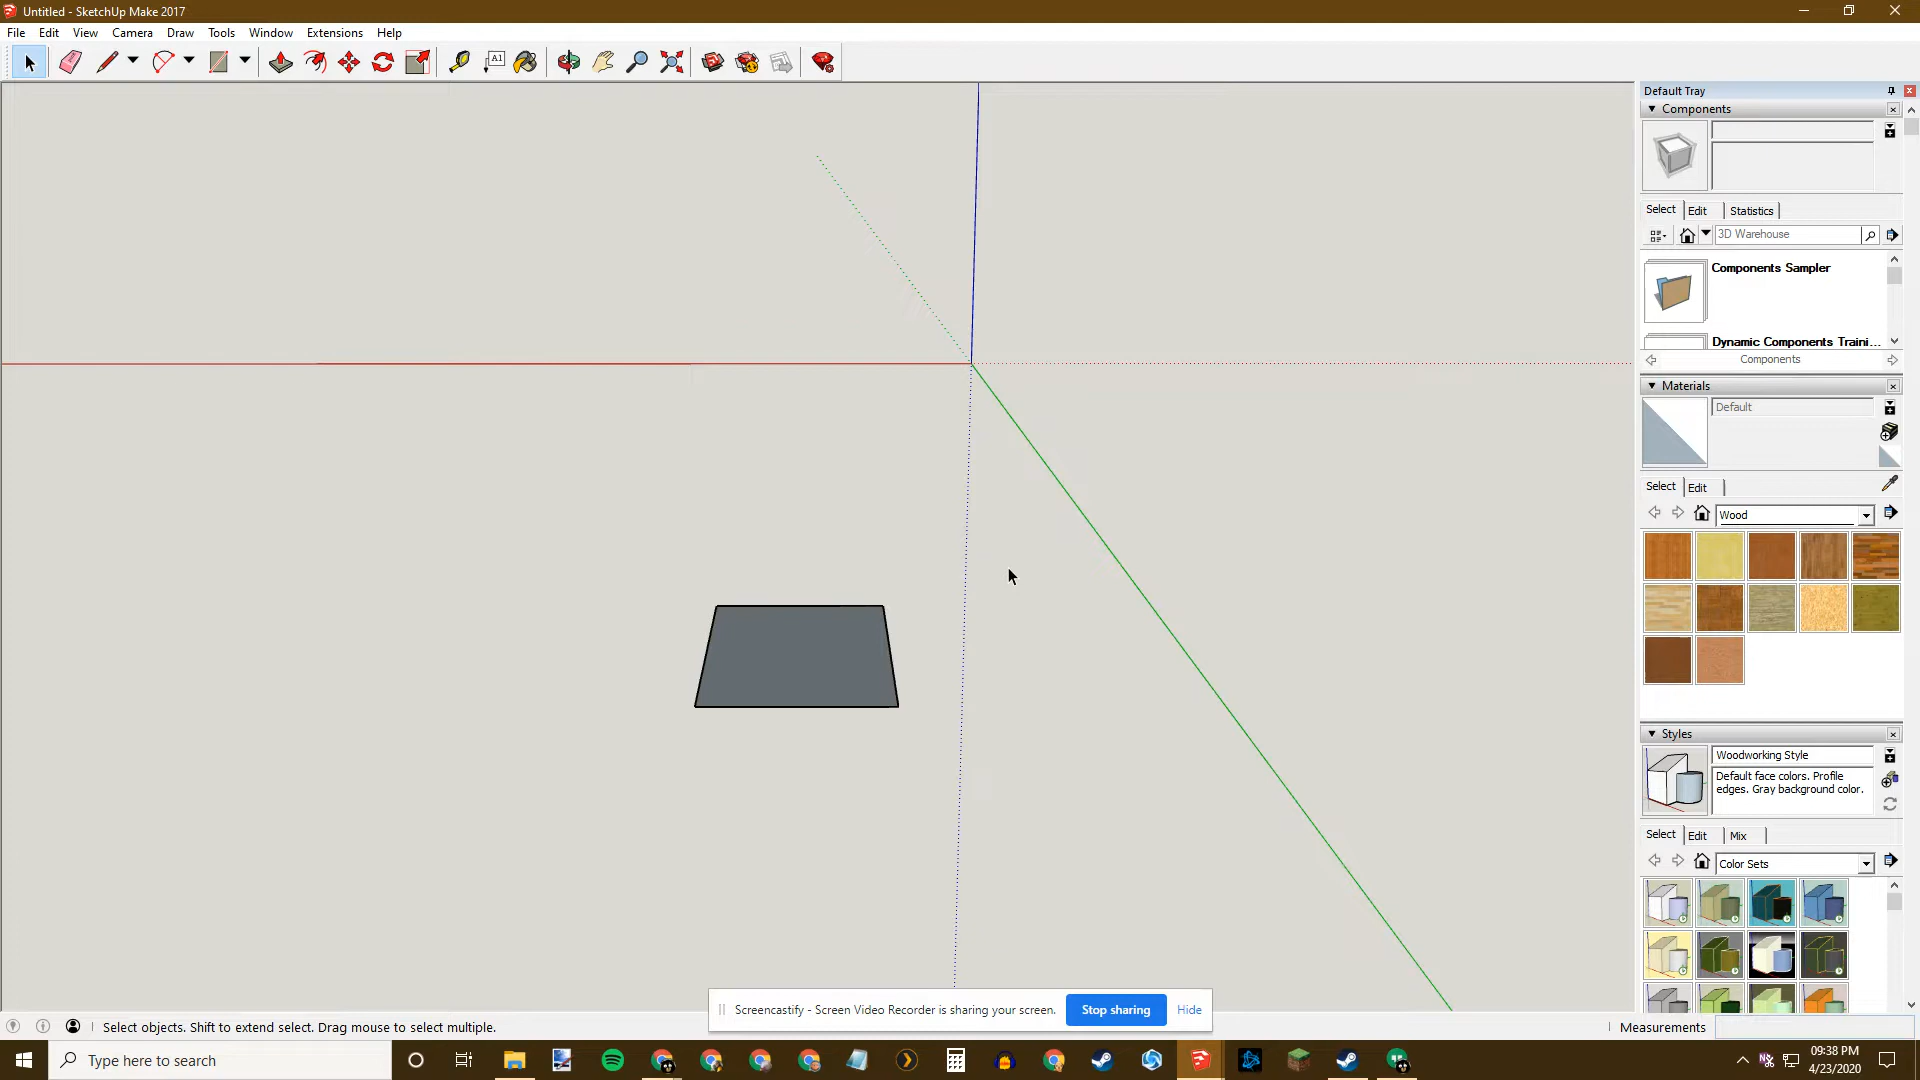 Untitled - SketchUp Make 2017
File Edit View Camera Draw Tools Window Extensions Help
A1
Default Tray
Components
Select Edit Statistics
3D Warehouse
Components Sampler
Dynamic Components Traini...
Components
Materials
Default
Select Edit
Wood
Styles
Woodworking Style
Default face colors. Profile
edges. Gray background color.
Select Edit Mix
Color Sets
Screencastify - Screen Video Recorder is sharing your screen. Stop sharing Hide
Select objects. Shift to extend select. Drag mouse to select multiple. Measurements
Type here to search
09:38 PM
4/23/2020